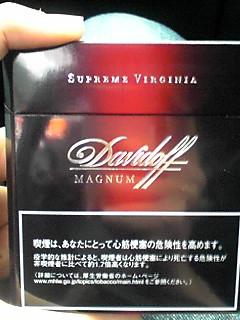 SUPREME VIRGINIA
Davidoff
MAGNUM
喫煙は、あなたにとって心筋梗塞の危険性を高めます。
疫学的な推計によると、喫煙者は心筋梗塞により死亡する危険性が
非喫煙者に比べて約1.7倍高くなります。
(詳細については、厚生労働省のホーム・ページ
www.mhlw.go.jp/topics/tobacco/main.htmlをご参照ください。)